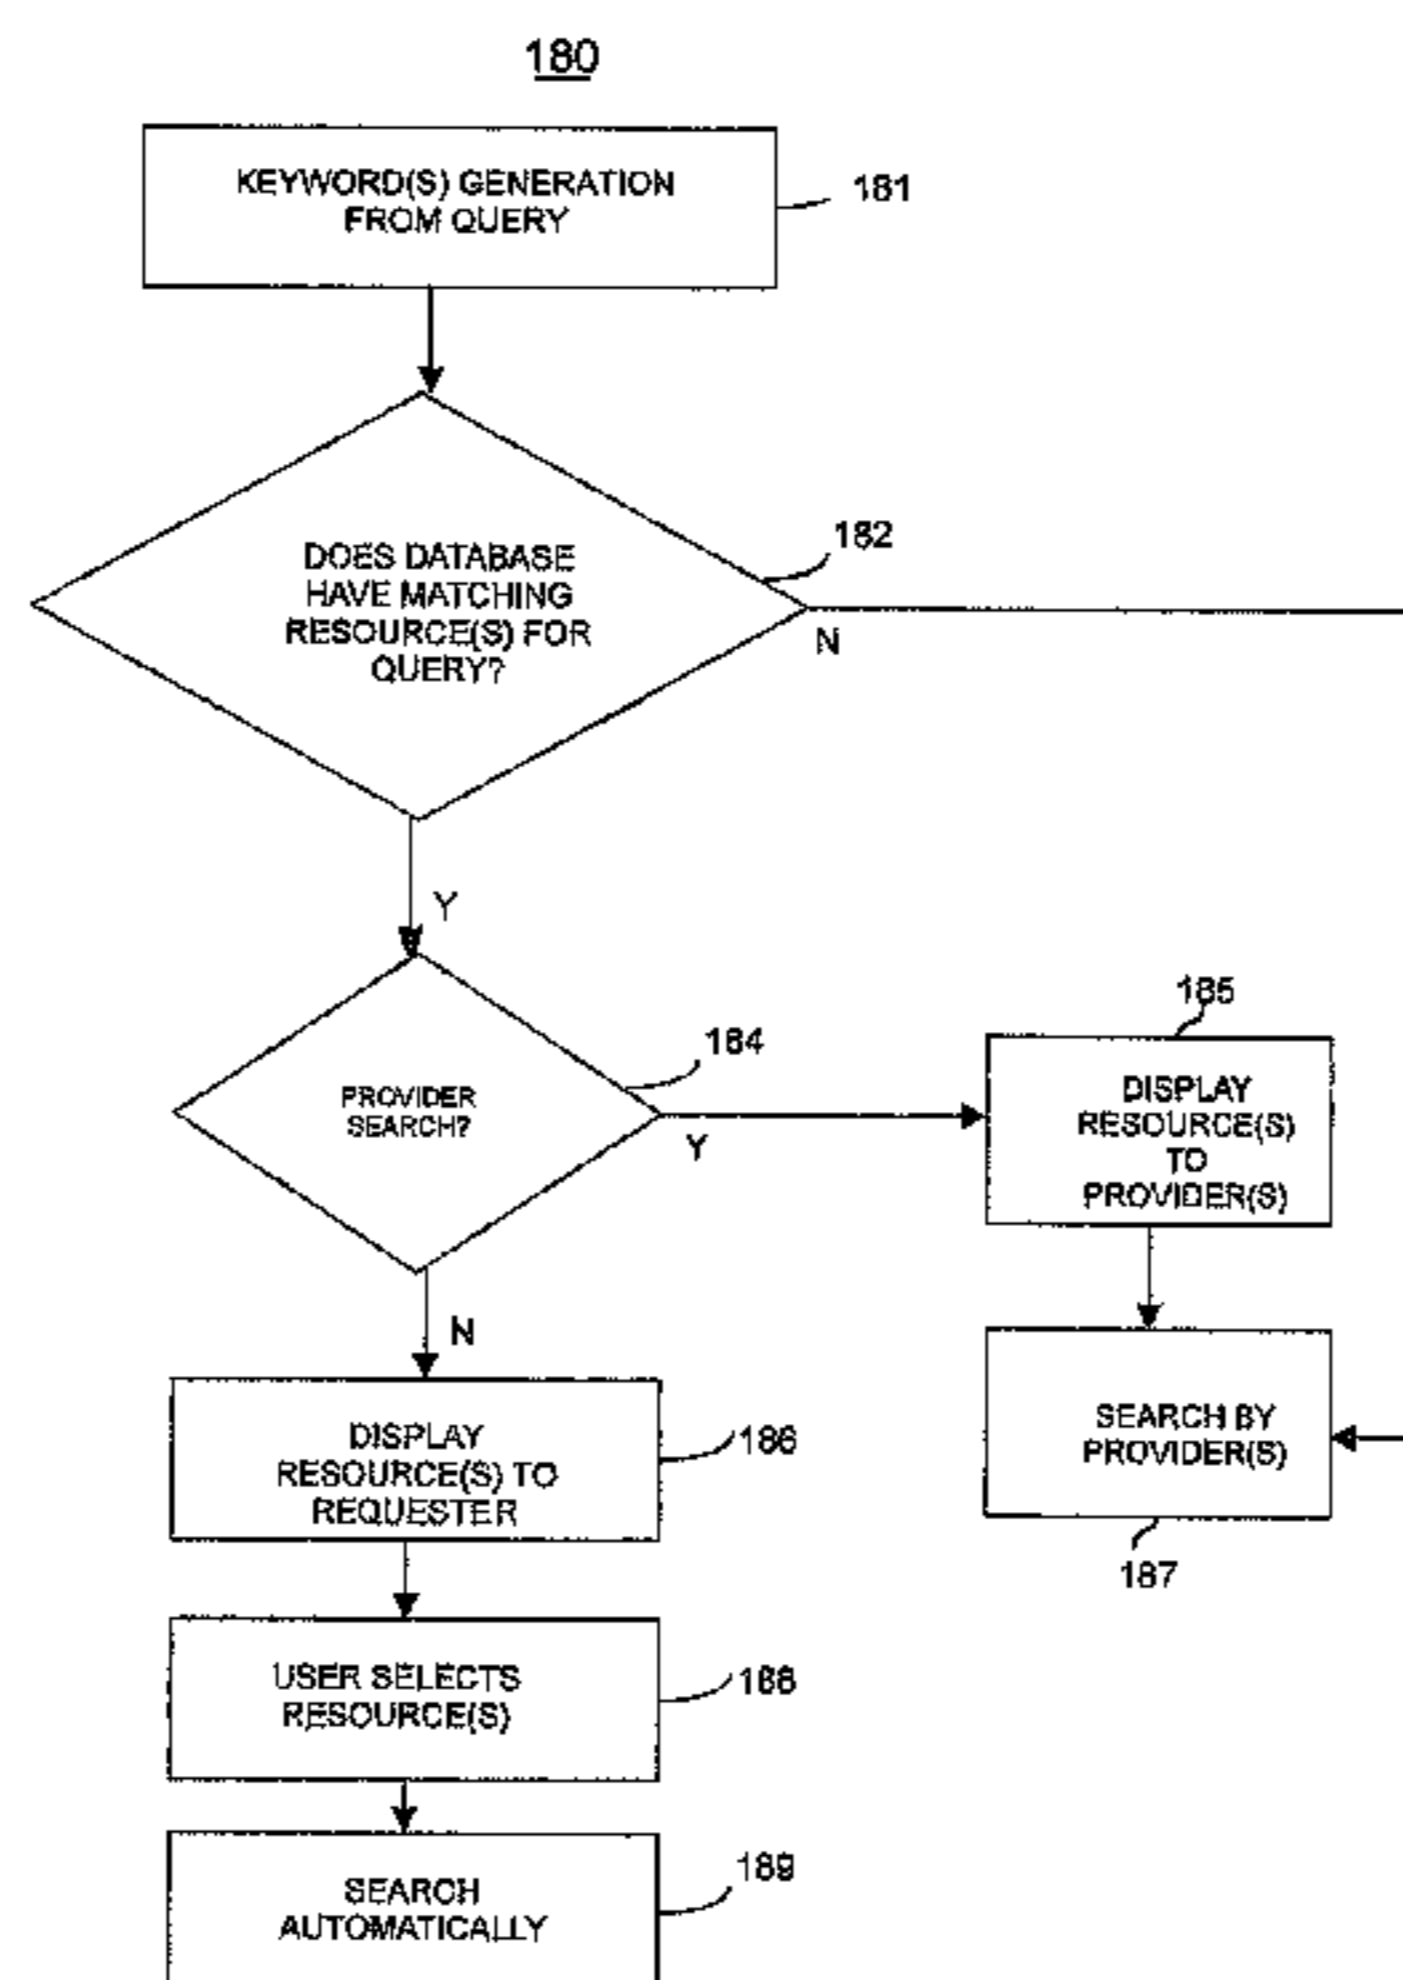 180
KEYWORD(S) GENERATION
FROM QUERY
181
DOES DATABASE
HAVE MATCHING
RESOURCE(S) FOR
QUERY?
182
N
Y
PROVIDER
SEARCH?
184
Y
185
DISPLAY
RESOURCE(S)
TO
PROVIDER(S)
N
SEARCH BY
PROVIDER(S)
187
DISPLAY
RESOURCE(S) TO
REQUESTER
186
USER SELECTS
RESOURCE(S)
188
SEARCH
AUTOMATICALLY
189